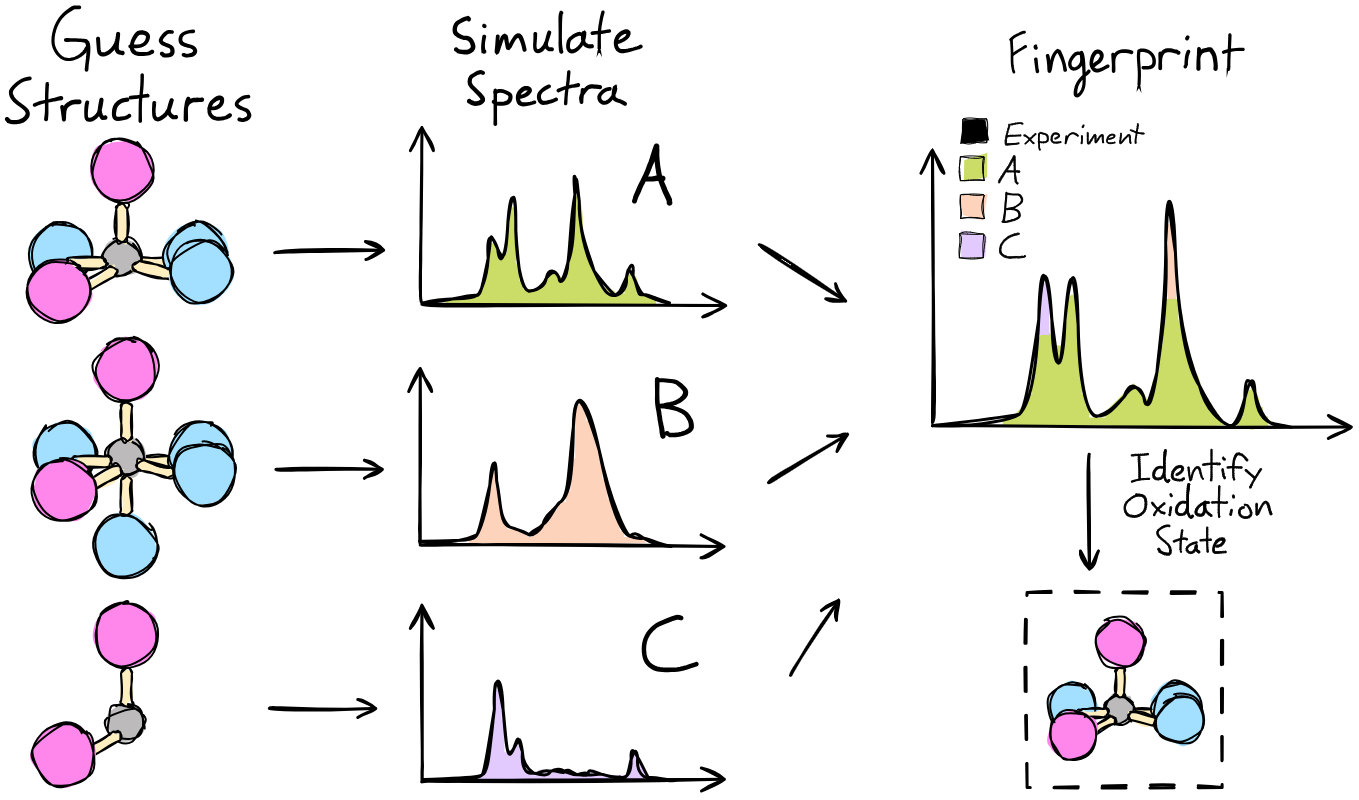 Guess
Structures
Simulate
Spectra
Fingerprint
A
B
C
Experiment
A
B
C
Identify
Oxidation
State